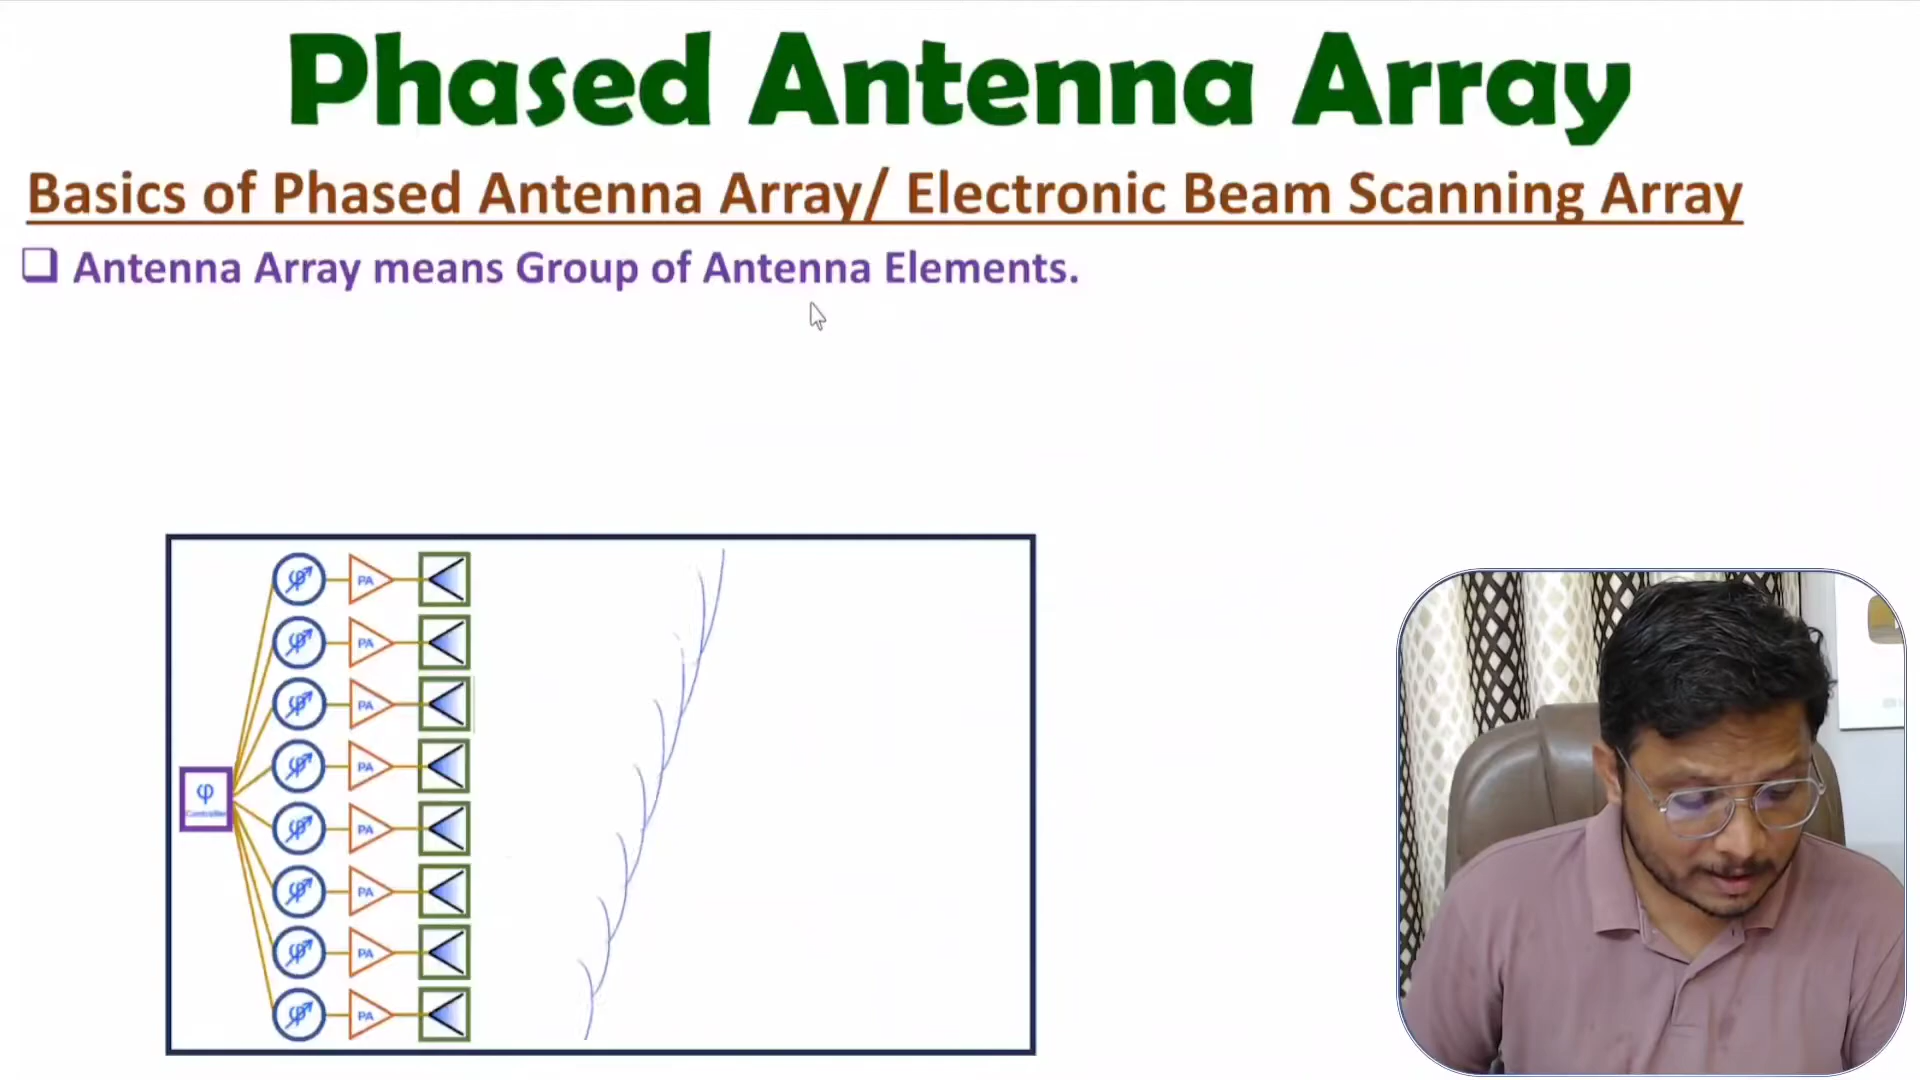 Phased Antenna Array
Basics of Phased Antenna Array/ Electronic Beam Scanning Array
❑ Antenna Array means Group of Antenna Elements.
φ PA
φ PA
φ PA
φ PA
φ
Controller
φ PA
φ PA
φ PA
φ PA